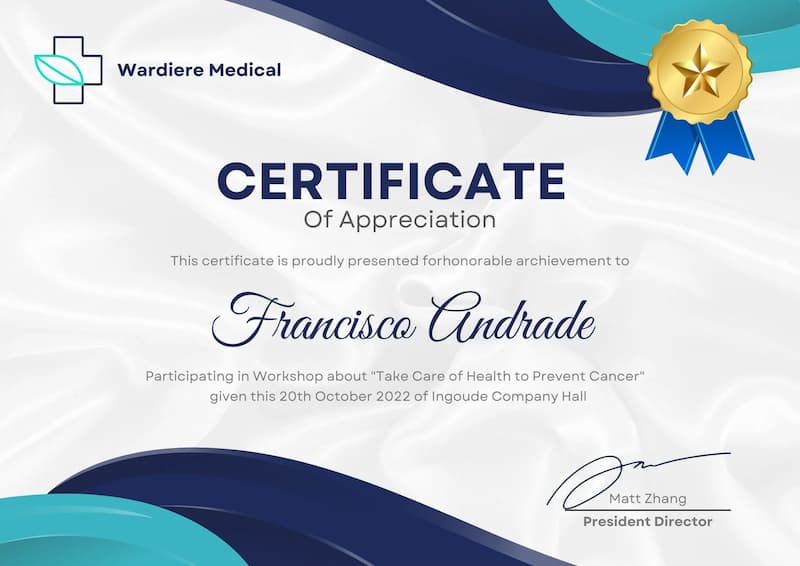 Wardiere Medical
CERTIFICATE
Of Appreciation
This certificate is proudly presented forhonorable archievement to
Francisco Andrade
Participating in Workshop about "Take Care of Health to Prevent Cancer"
given this 20th October 2022 of Ingoude Company Hall
Matt Zhang
President Director